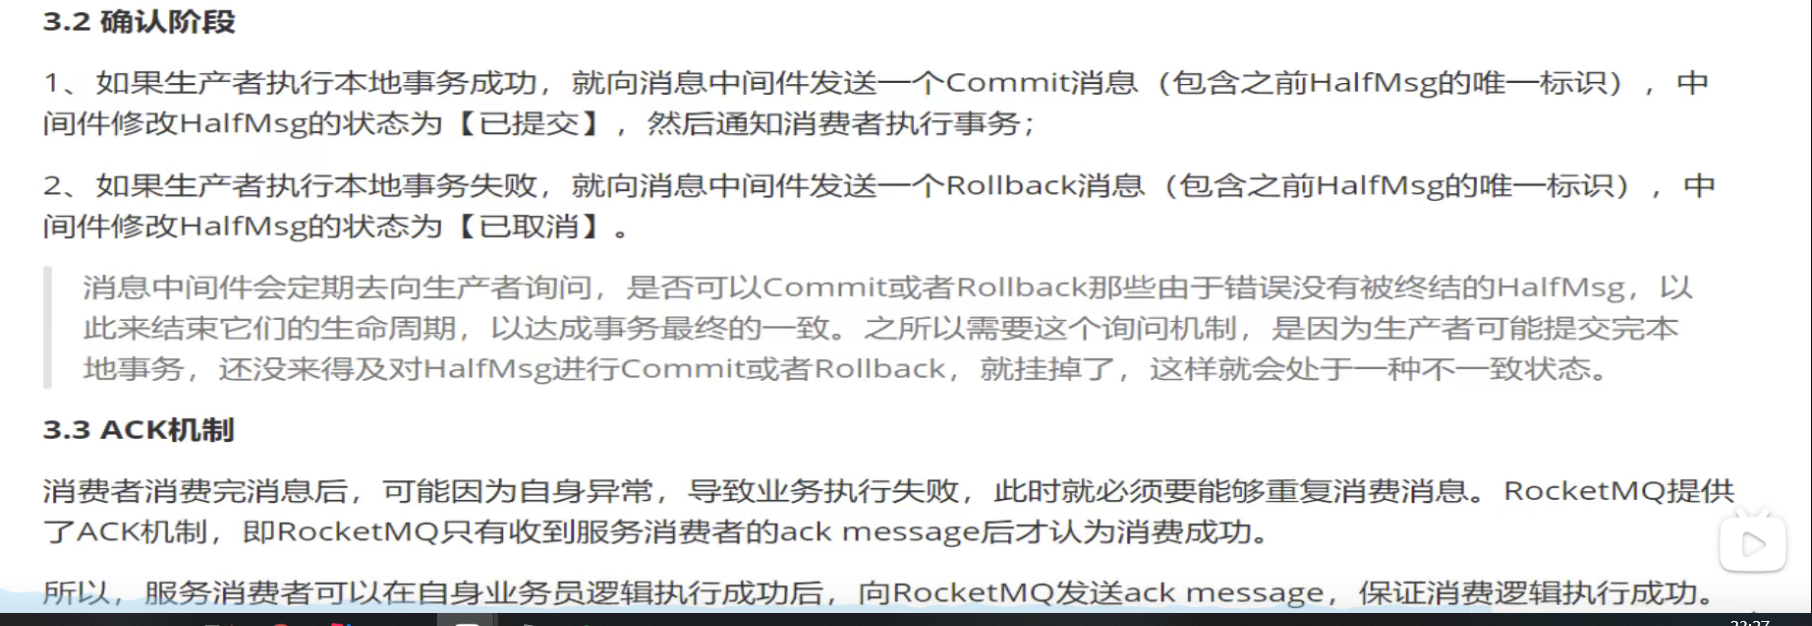 3.2 确认阶段
1、如果生产者执行本地事务成功，就向消息中间件发送一个Commit消息（包含之前HalfMsg的唯一标识），中
间件修改HalfMsg的状态为【已提交】，然后通知消费者执行事务；
2、如果生产者执行本地事务失败，就向消息中间件发送一个Rollback消息（包含之前HalfMsg的唯一标识），中
间件修改HalfMsg的状态为【已取消】。
消息中间件会定期去向生产者询问，是否可以Commit或者Rollback那些由于错误没有被终结的HalfMsg，以
此来结束它们的生命周期，以达成事务最终的一致。之所以需要这个询问机制，是因为生产者可能提交完本
地事务，还没来得及对HalfMsg进行Commit或者Rollback，就挂掉了，这样就会处于一种不一致状态。
3.3 ACK机制
消费者消费完消息后，可能因为自身异常，导致业务执行失败，此时就必须要能够重复消费消息。RocketMQ提供
了ACK机制，即RocketMQ只有收到服务消费者的ack message后才认为消费成功。
所以，服务消费者可以在自身业务员逻辑执行成功后，向RocketMQ发送ack message，保证消费逻辑执行成功。